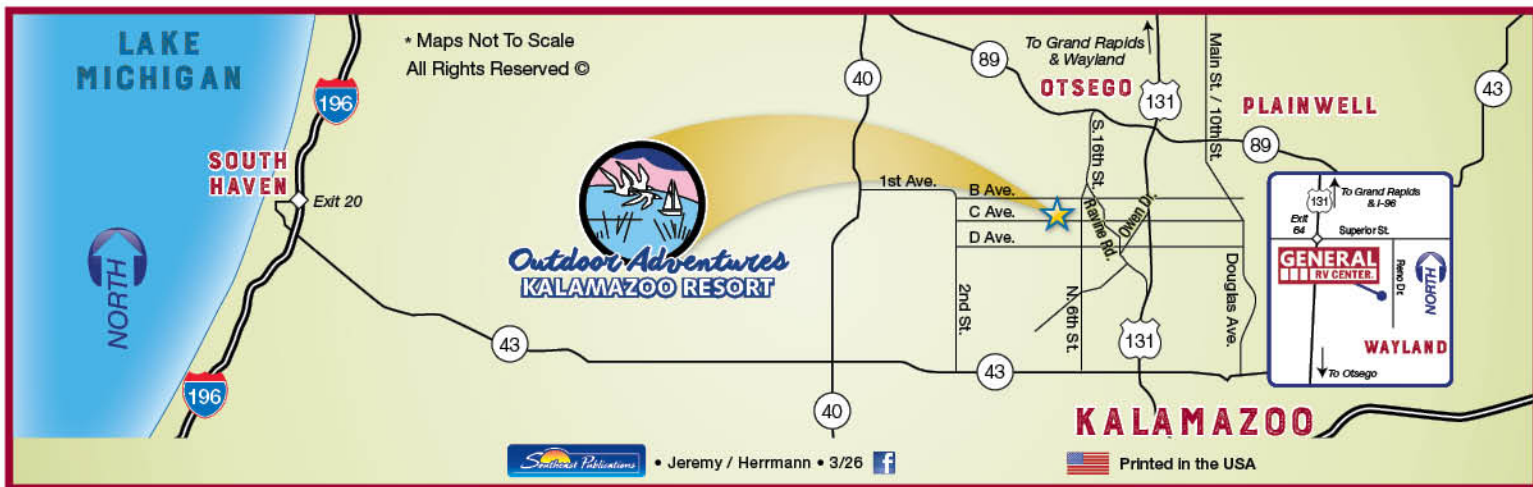 LAKE
MICHIGAN
* Maps Not To Scale
All Rights Reserved ©
196
SOUTH
HAVEN
Exit 20
NORTH
196
43
Outdoor Adventures
KALAMAZOO RESORT
40
40
89
To Grand Rapids
& Wayland
OTSEGO
131
Main St. / 10th St.
PLAINWELL
43
89
S. 16th St.
1st Ave.
B Ave.
C Ave.
D Ave.
Ravine Rd.
Owen Dr.
2nd St.
N. 6th St.
Douglas Ave.
131
43
To Grand Rapids
& I-96
131
Exit
64
Superior St.
GENERAL
RV CENTER.
Reno Dr.
NORTH
WAYLAND
To Otsego
KALAMAZOO
Southeast Publications • Jeremy / Herrmann • 3/26 f
Printed in the USA